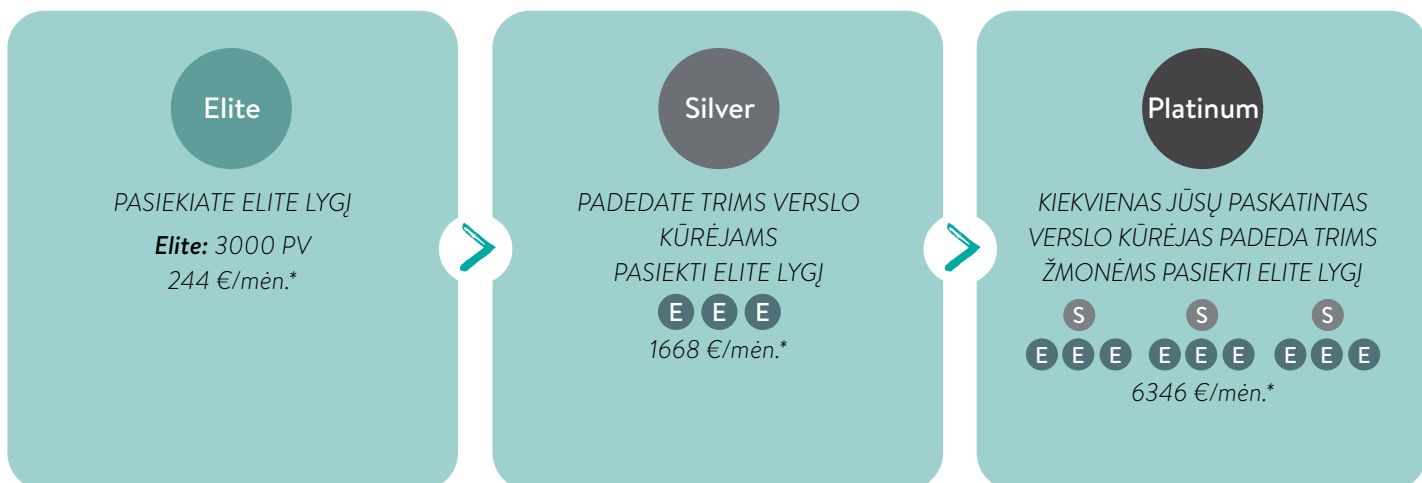 Elite
PASIEKIATE ELITE LYGĮ
Elite: 3000 PV
244 €/mėn.*
Silver
PADEDATE TRIMS VERSLO
KŪRĖJAMS
PASIEKTI ELITE LYGĮ
E E E
1668 €/mėn.*
Platinum
KIEKVIENAS JŪSŲ PASKATINTAS
VERSLO KŪRĖJAS PADEDA TRIMS
ŽMONĖMS PASIEKTI ELITE LYGĮ
S S S
E E E E E E E E E
6346 €/mėn.*